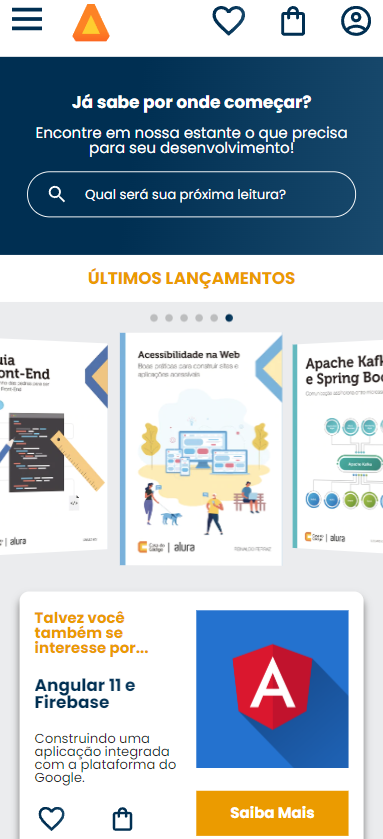 Já sabe por onde começar?
Encontre em nossa estante o que precisa
para seu desenvolvimento!
Qual será sua próxima leitura?
ÚLTIMOS LANÇAMENTOS
uia
ont-End
Acessibilidade na Web
Boas práticas para construir sites e
aplicações acessíveis
Apache Kafk
e Spring Boo
Apache Kafka
| alura
Casa do
Código | alura
Casa do
Código | alura
Talvez você
também se
interesse por...
Angular 11 e
Firebase
Construindo uma
aplicação integrada
com a plataforma do
Google.
A
Saiba Mais